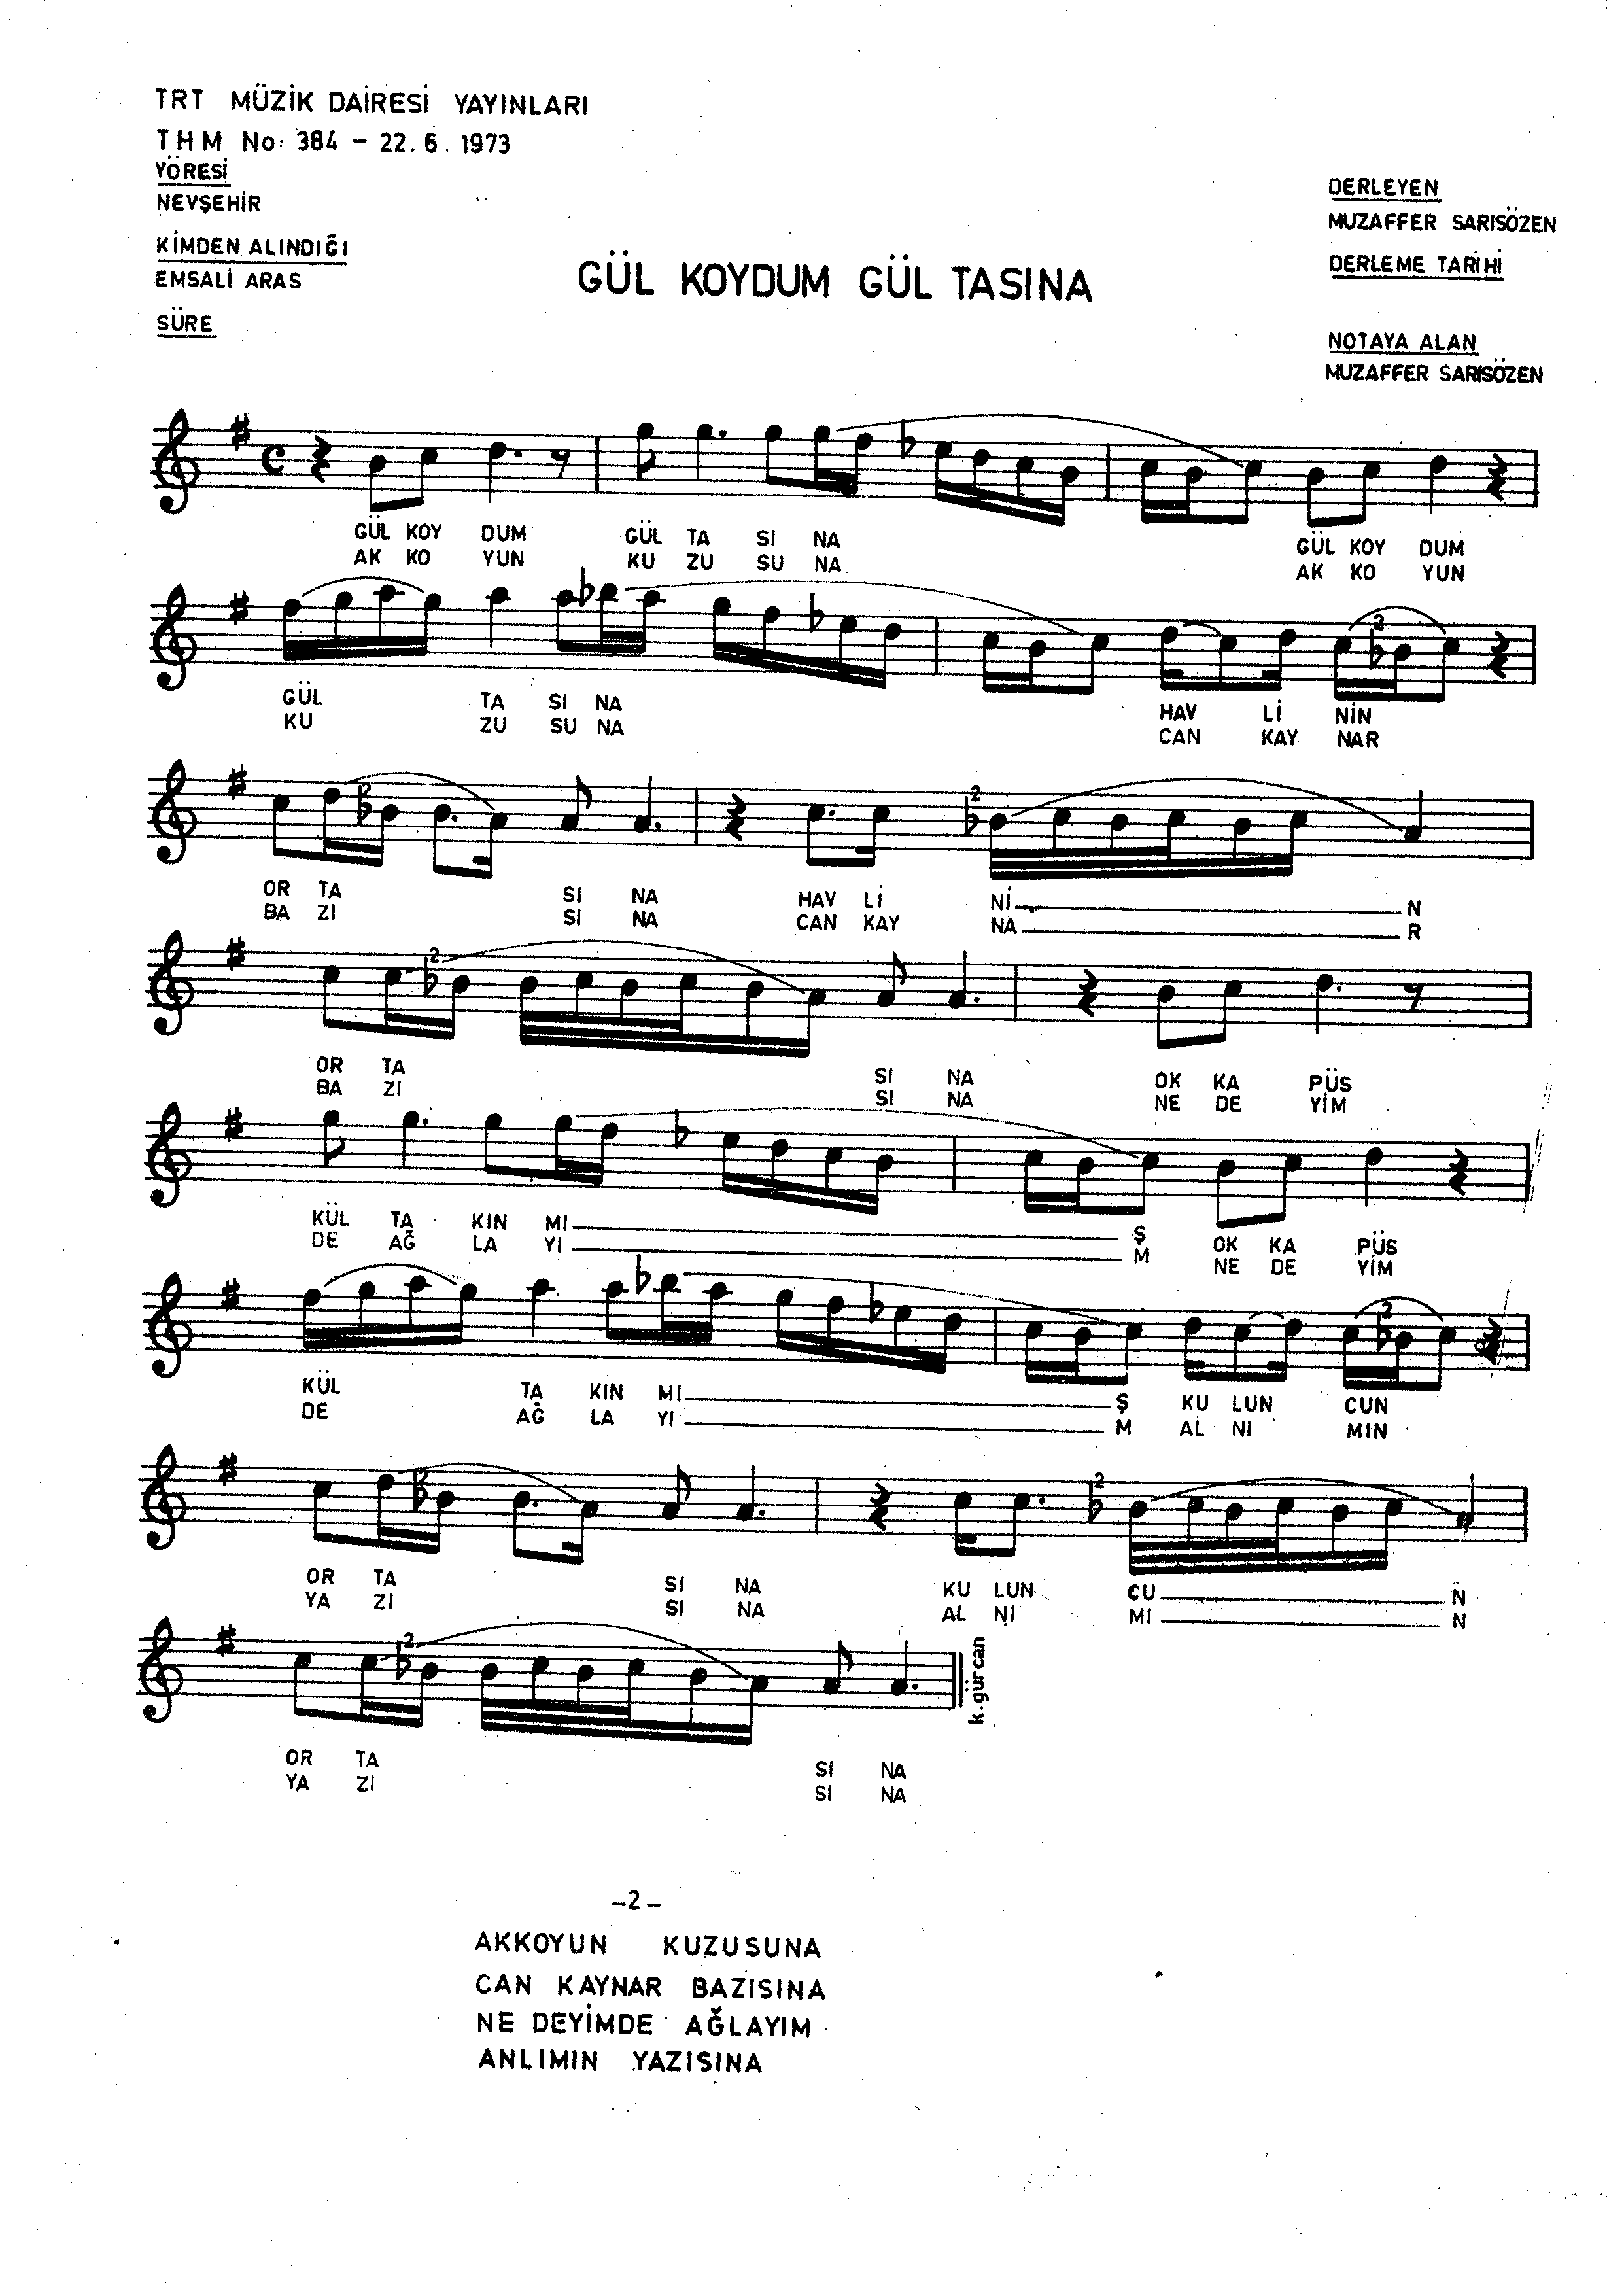 TRT MÜZİK DAİRESİ YAYINLARI
THM No: 384 – 22.6.1973
YÖRESİ
NEVŞEHİR
KİMDEN ALINDIĞI
EMSALİ ARAS
SÜRE
DERLEYEN
MUZAFFER SARISÖZEN
DERLEME TARİHİ
NOTAYA ALAN
MUZAFFER SARISÖZEN
GÜL KOYDUM GÜL TASINA
GÜL KOY DUM GÜL TA SI NA GÜL KOY DUM
AK KO YUN KU ZU SU NA AK KO YUN
2
GÜL TA SI NA HAV Lİ NİN
KU ZU SU NA CAN KAY NAR
2 2
OR TA SI NA HAV Lİ Nİ N
BA ZI SI NA CAN KAY NA R
2
OR TA SI NA OK KA PÜS
BA ZI SI NA NE DE YİM
KÜL TA KIN MI Ş OK KA PÜS
DE AĞ LA YI M NE DE YİM
2
KÜL TA KIN MI Ş KU LUN CUN
DE AĞ LA YI M AL NI MIN
2 2
OR TA SI NA KU LUN CU N
YA ZI SI NA AL NI MI N
2
k.gürcan
OR TA SI NA
YA ZI SI NA
–2–
AKKOYUN KUZUSUNA
CAN KAYNAR BAZISINA
NE DEYİMDE AĞLAYIM
ANLIMIN YAZISINA